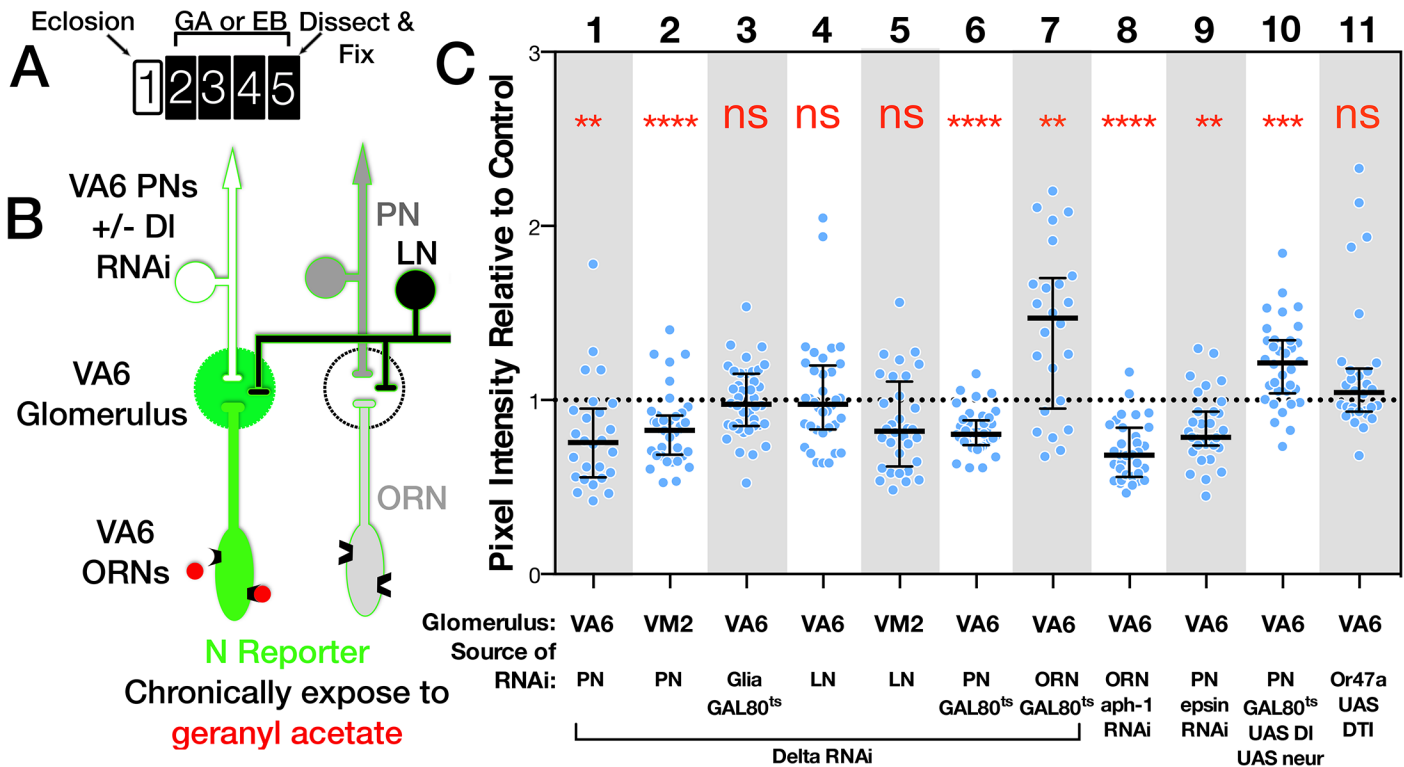 A
Eclosion
GA or EB
Dissect &
Fix
1 2 3 4 5
B
VA6 PNs
+/- Dl
RNAi
PN
LN
VA6
Glomerulus
ORN
VA6
ORNs
N Reporter
Chronically expose to
geranyl acetate
C
1 2 3 4 5 6 7 8 9 10 11
Pixel Intensity Relative to Control
3
2
1
0
** **** ns ns ns **** ** **** ** *** ns
Glomerulus: VA6 VM2 VA6 VA6 VM2 VA6 VA6 VA6 VA6 VA6 VA6
Source of
RNAi: PN PN Glia LN LN PN ORN ORN PN PN Or47a
GAL80ts GAL80ts GAL80ts aph-1 epsin GAL80ts UAS
RNAi RNAi UAS Dl DTI
UAS neur
Delta RNAi